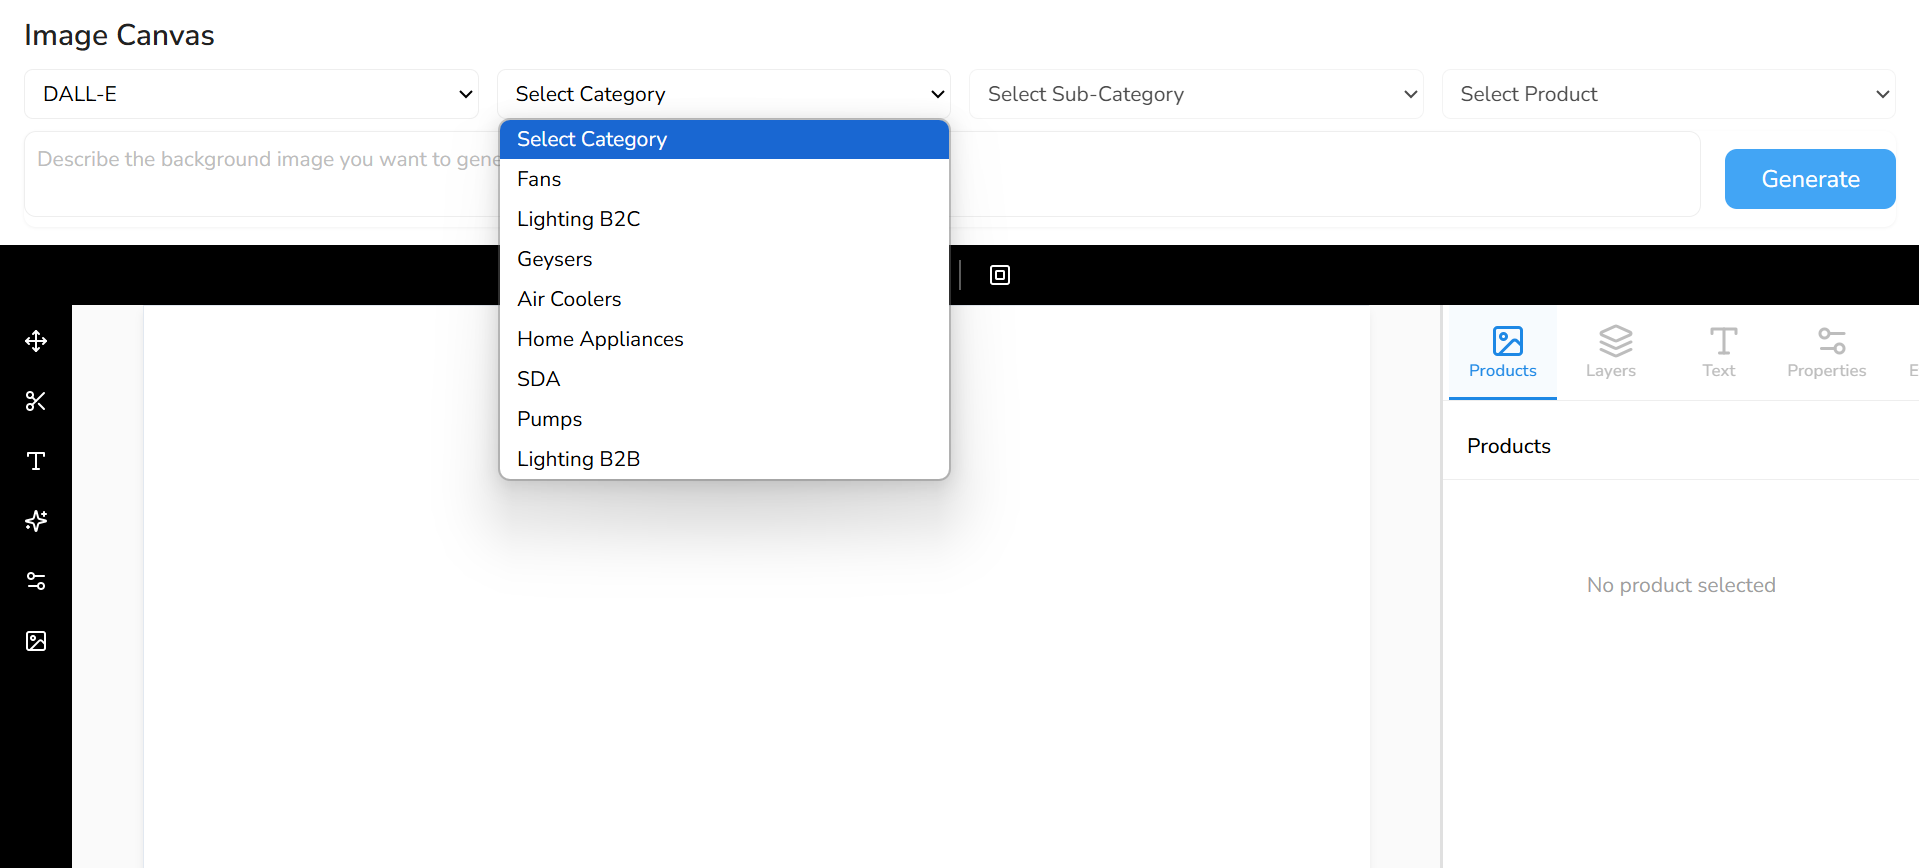 Image Canvas
DALL-E
Select Category
Select Sub-Category
Select Product
Select Category
Fans
Lighting B2C
Geysers
Air Coolers
Home Appliances
SDA
Pumps
Lighting B2B
Describe the background image you want to gene
Generate
Products
Layers
Text
Properties
E
Products
No product selected